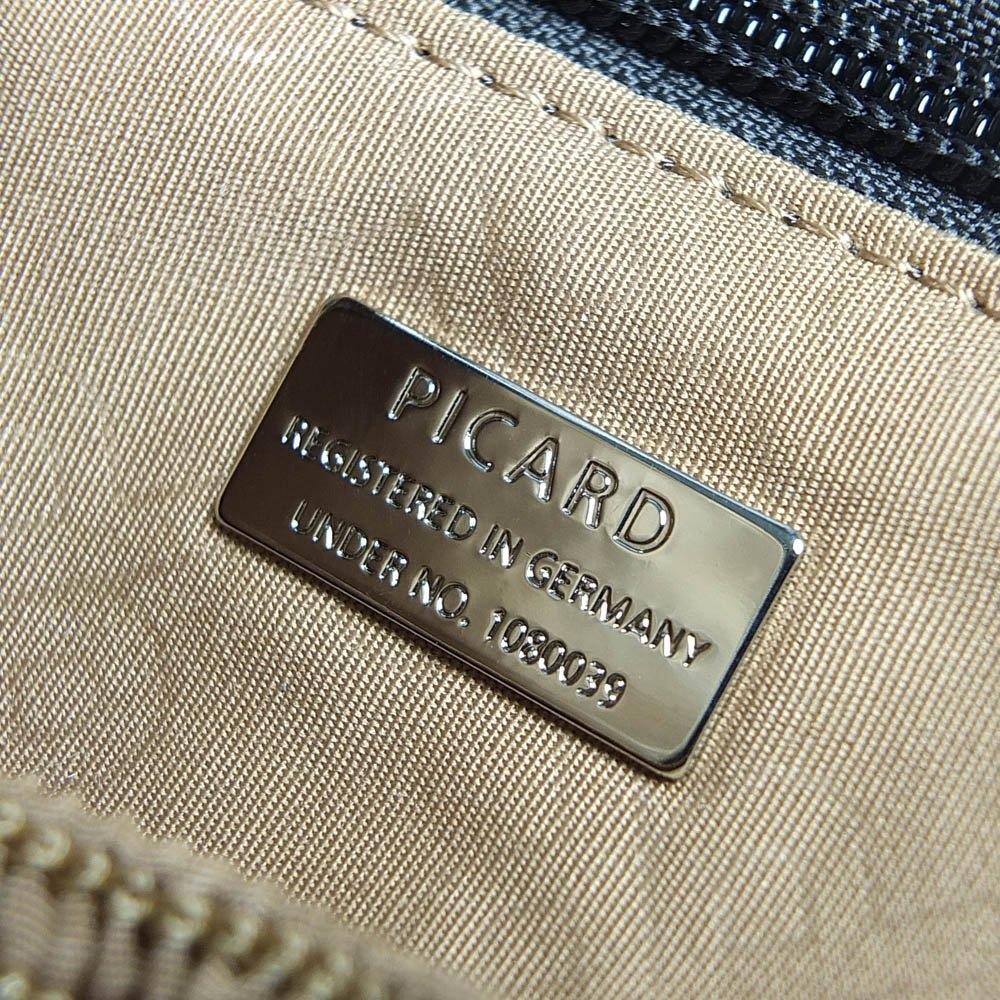 PICARD
REGISTERED IN GERMANY
UNDER NO. 1080039